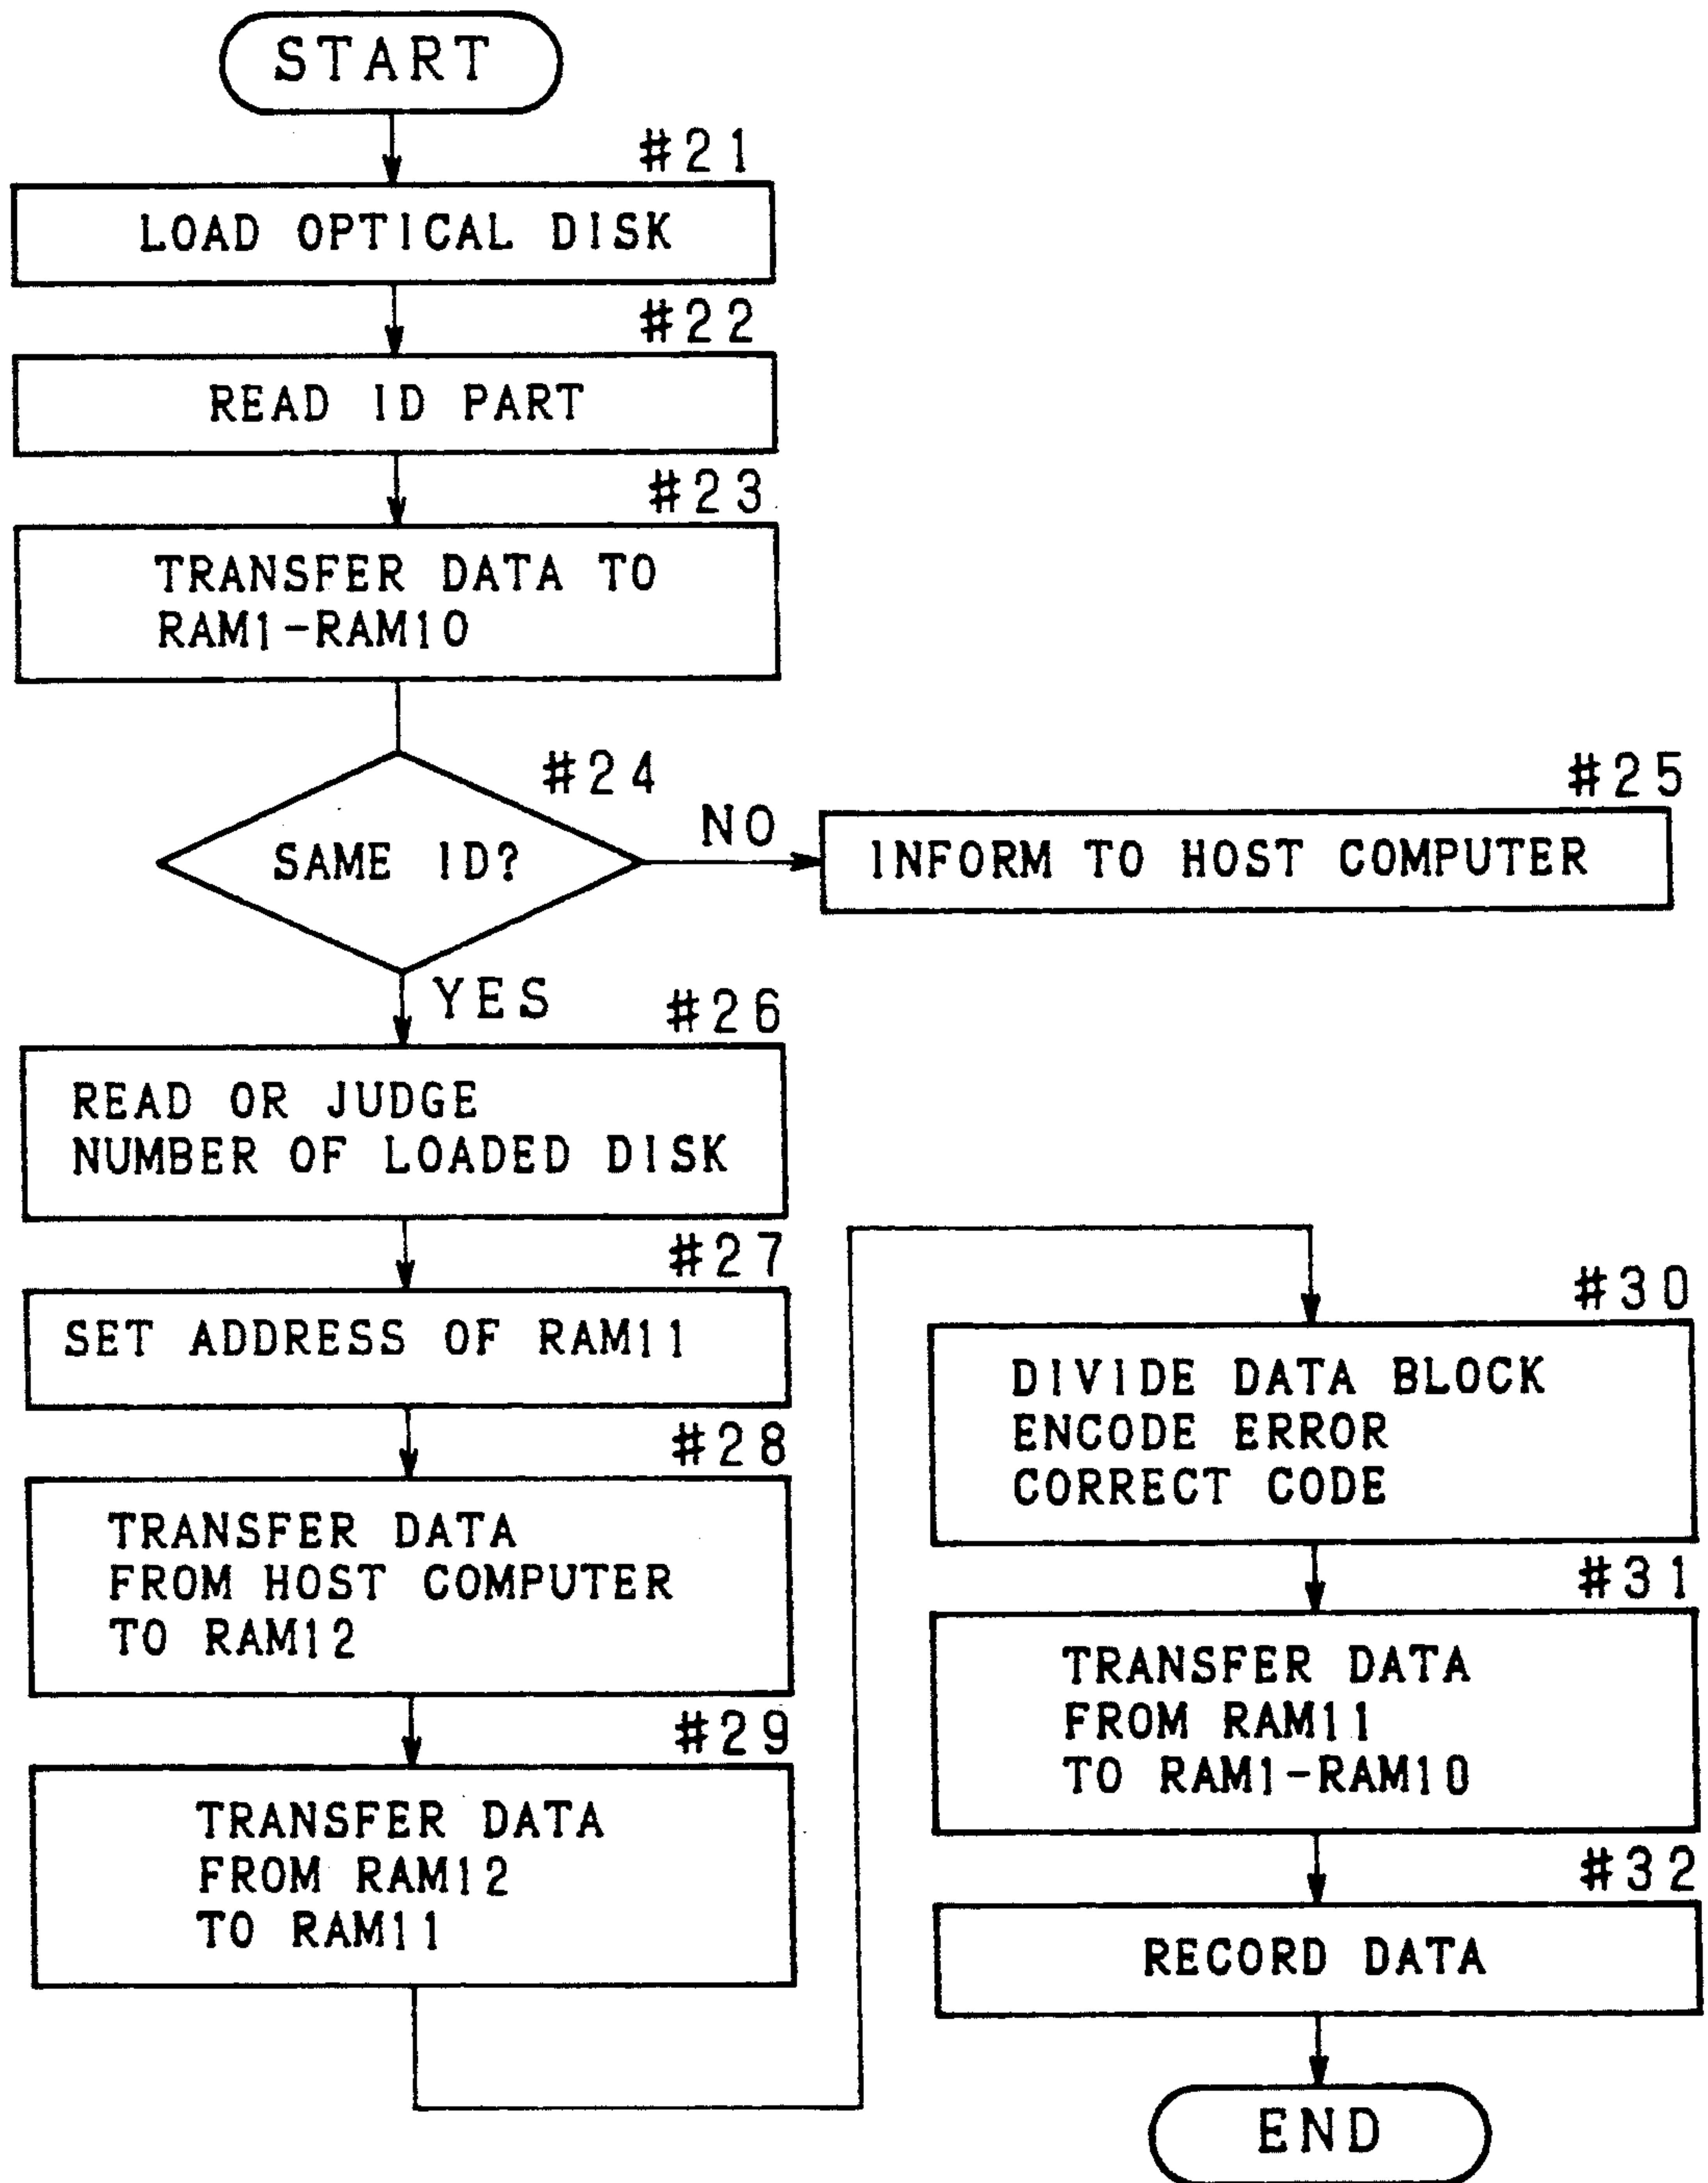 START
#21
LOAD OPTICAL DISK
#22
READ ID PART
#23
TRANSFER DATA TO
RAM1-RAM10
#24
SAME ID?
NO
#25
INFORM TO HOST COMPUTER
YES
#26
READ OR JUDGE
NUMBER OF LOADED DISK
#27
SET ADDRESS OF RAM11
#28
TRANSFER DATA
FROM HOST COMPUTER
TO RAM12
#29
TRANSFER DATA
FROM RAM12
TO RAM11
#30
DIVIDE DATA BLOCK
ENCODE ERROR
CORRECT CODE
#31
TRANSFER DATA
FROM RAM11
TO RAM1-RAM10
#32
RECORD DATA
END